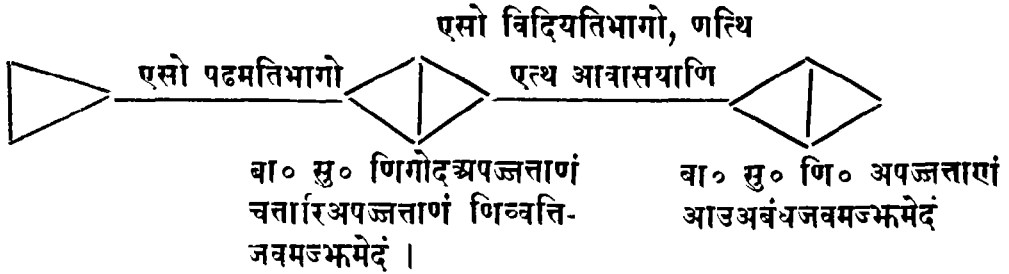 एसो विदियतिभागो, णत्थि
एसो पढमतिभागो
एत्थ आवासयाणि
बा० सु० णिगोदअपज्जत्ताणं
चत्तारिअपज्जत्ताणं णिव्वत्ति-
जवमज्झमेदं ।
बा० सु० णि० अपज्जत्ताणं
आउअबंधजवमज्झमेदं